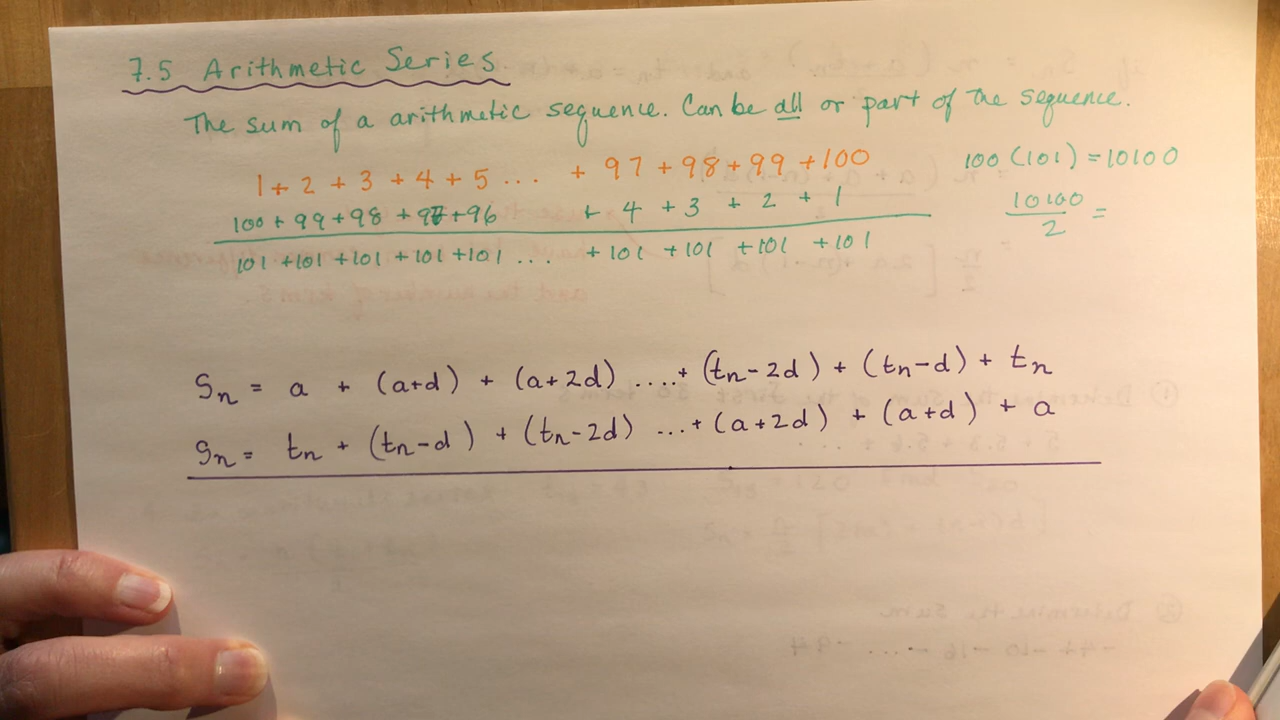 7.5 Arithmetic Series
The sum of a arithmetic sequence. Can be all or part of the sequence.
1 + 2 + 3 + 4 + 5 ... + 97 + 98 + 99 + 100
100 + 99 + 98 + 97 + 96 + 4 + 3 + 2 + 1
101 + 101 + 101 + 101 + 101 ... + 101 + 101 + 101 + 101
100 (101) = 10100
10100
2 =
Sn = a + (a+d) + (a+2d) .... + (tn - 2d) + (tn - d) + tn
Sn = tn + (tn - d) + (tn - 2d) ... + (a+2d) + (a+d) + a